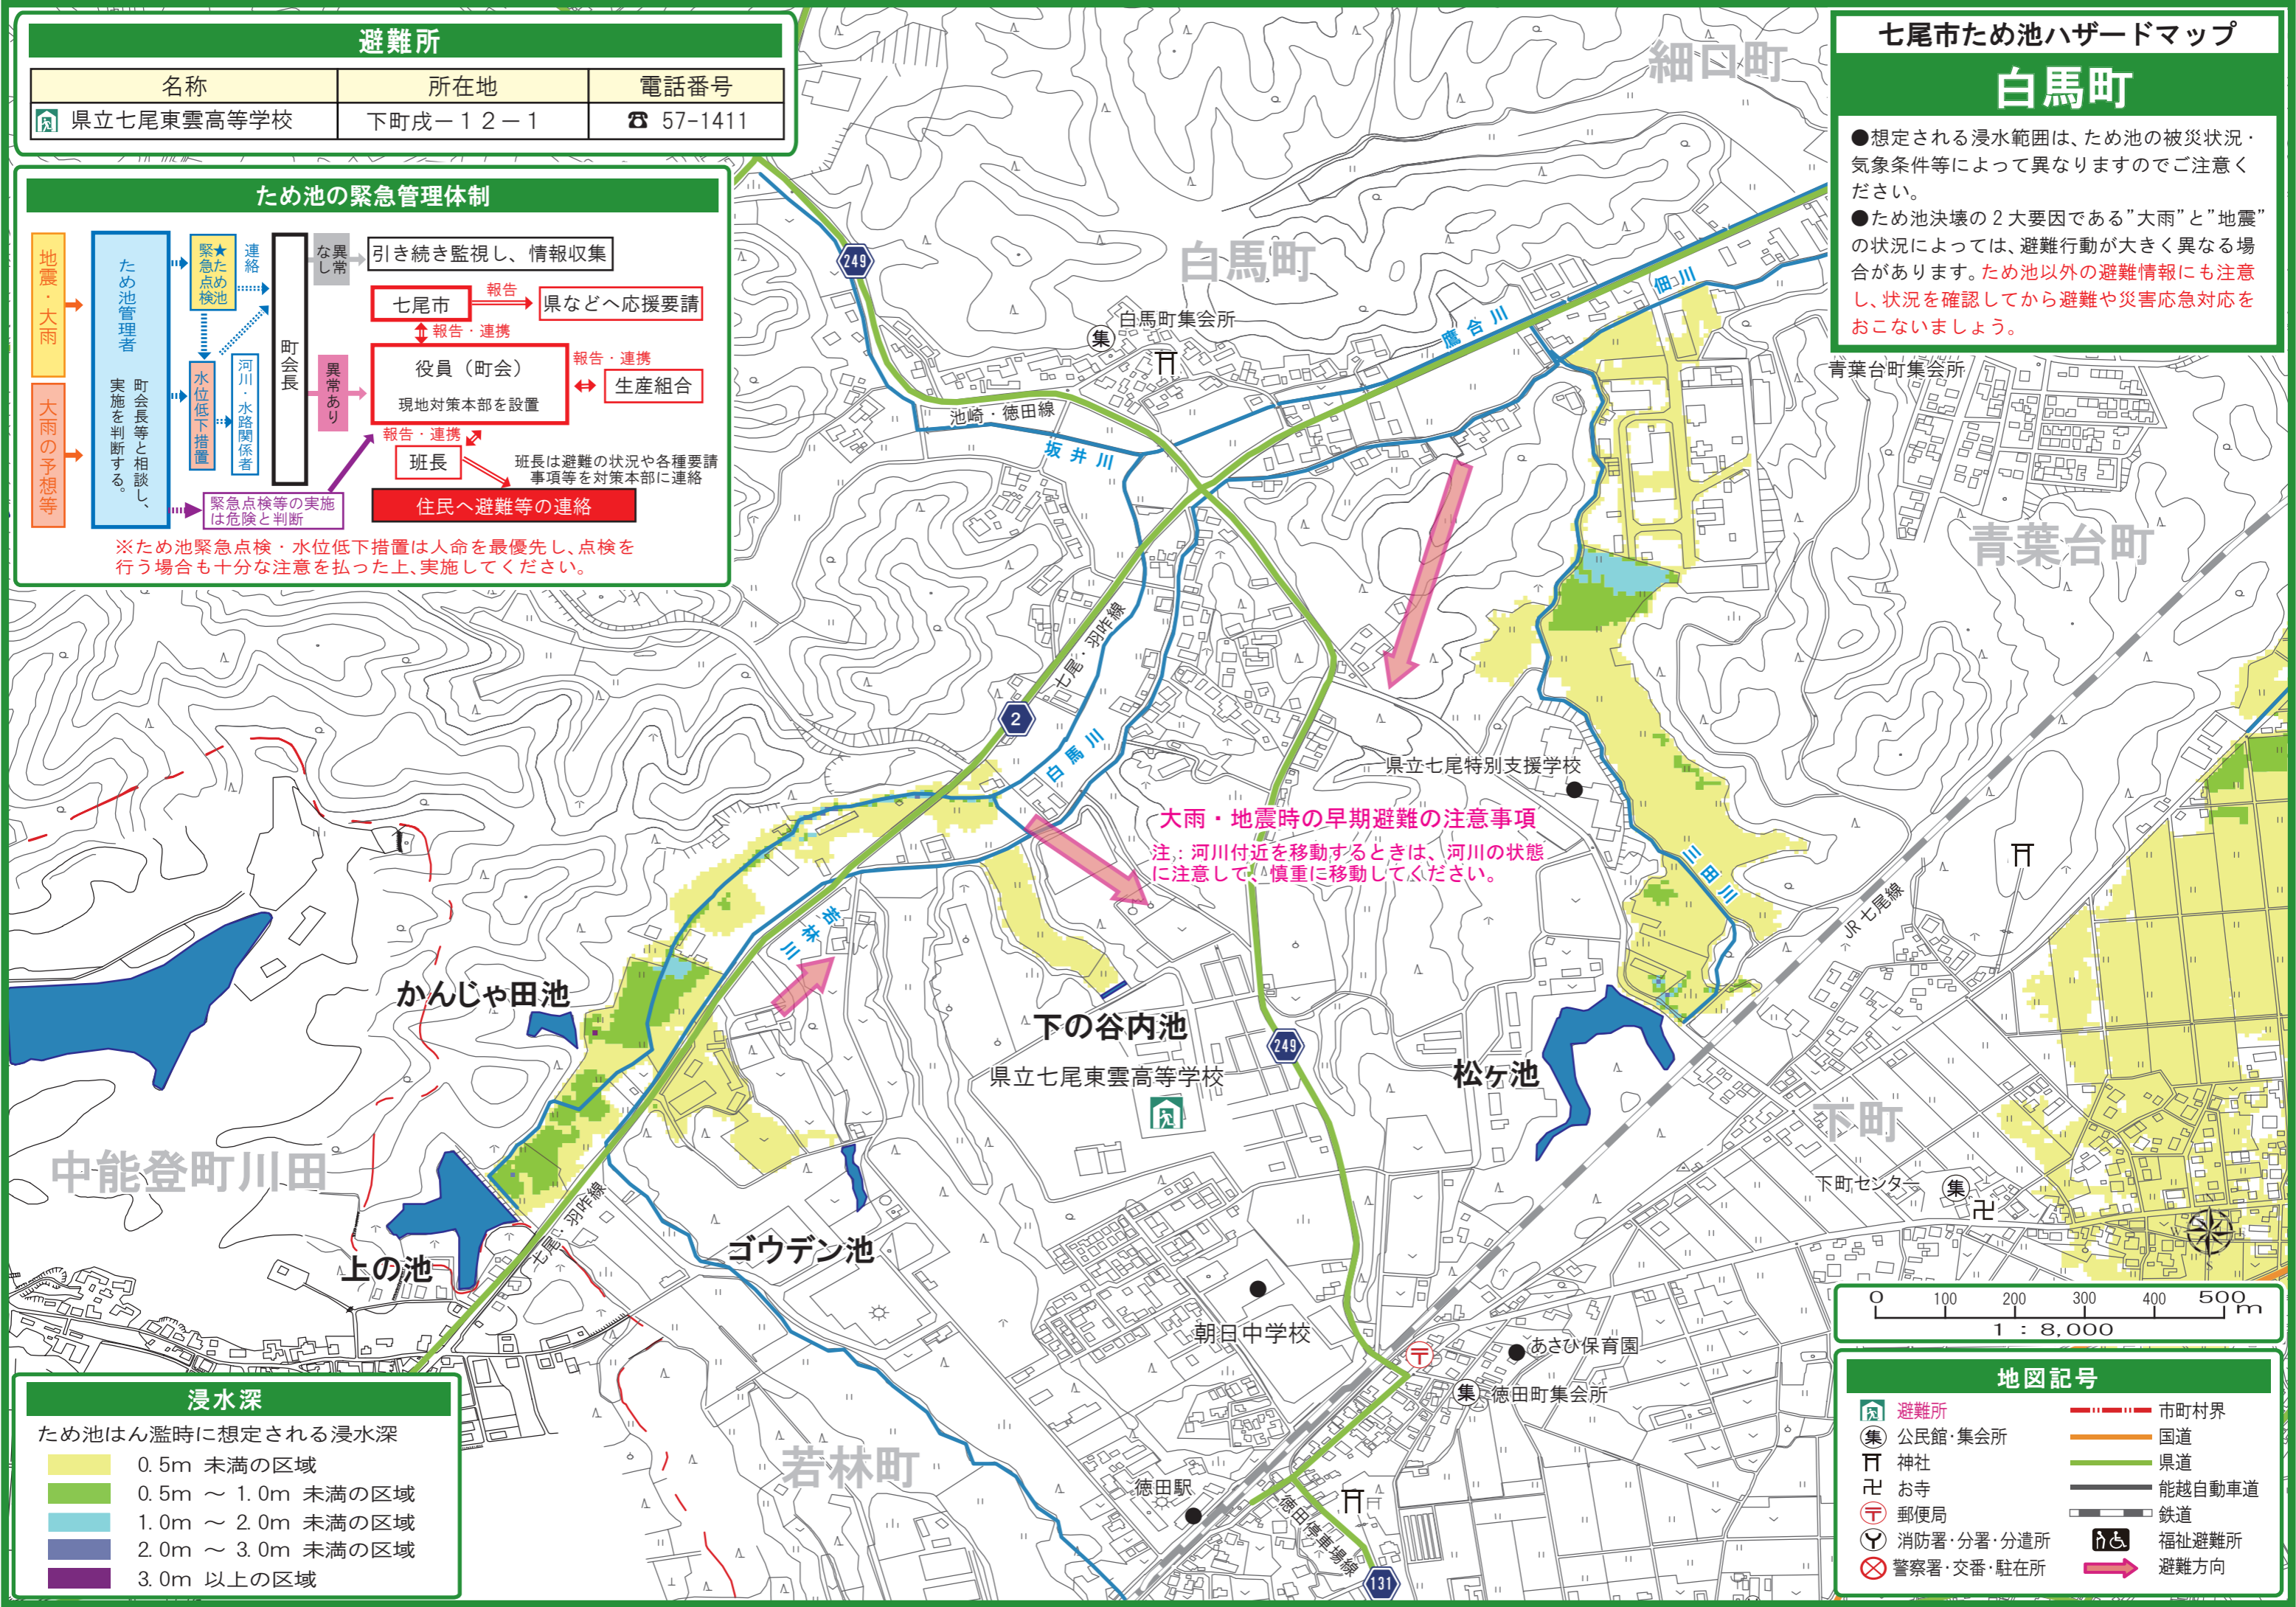 避難所
名称 所在地 電話番号
県立七尾東雲高等学校 下町戌－１２－１ ☎ 57-1411
ため池の緊急管理体制
地震・大雨
大雨の予想等
ため池管理者
町会長等と相談し、
実施を判断する。
★ため池
緊急点検
連絡
水位低下措置
河川・水路関係者
緊急点検等の実施
は危険と判断
町会長
異常
なし
異常あり
引き続き監視し、情報収集
七尾市
報告
県などへ応援要請
報告・連携
役員（町会）
現地対策本部を設置
報告・連携
生産組合
報告・連携
班長
班長は避難の状況や各種要請
事項等を対策本部に連絡
住民へ避難等の連絡
※ため池緊急点検・水位低下措置は人命を最優先し、点検を
行う場合も十分な注意を払った上、実施してください。
七尾市ため池ハザードマップ
白馬町
●想定される浸水範囲は、ため池の被災状況・
気象条件等によって異なりますのでご注意く
ださい。
●ため池決壊の２大要因である”大雨”と”地震”
の状況によっては、避難行動が大きく異なる場
合があります。ため池以外の避難情報にも注意
し、状況を確認してから避難や災害応急対応を
おこないましょう。
細口町
白馬町
249
集
白馬町集会所
鷹合川
佃川
青葉台町集会所
池崎・徳田線
坂井川
青葉台町
七尾・羽咋線
2
白馬川
県立七尾特別支援学校
大雨・地震時の早期避難の注意事項
注：河川付近を移動するときは、河川の状態
に注意して、慎重に移動してください。
三田川
若林川
JR七尾線
かんじゃ田池
下の谷内池
県立七尾東雲高等学校
249
松ヶ池
下町
中能登町川田
下町センター
集
七尾・羽咋線
上の池
ゴウデン池
朝日中学校
あさひ保育園
集
徳田町集会所
若林町
徳田駅
徳田停車場線
131
N
S
0 100 200 300 400 500
m
1 : 8,000
浸水深
ため池はん濫時に想定される浸水深
0.5m 未満の区域
0.5m ～ 1.0m 未満の区域
1.0m ～ 2.0m 未満の区域
2.0m ～ 3.0m 未満の区域
3.0m 以上の区域
地図記号
避難所
集 公民館・集会所
神社
お寺
郵便局
消防署・分署・分遣所
警察署・交番・駐在所
市町村界
国道
県道
能越自動車道
鉄道
福祉避難所
避難方向